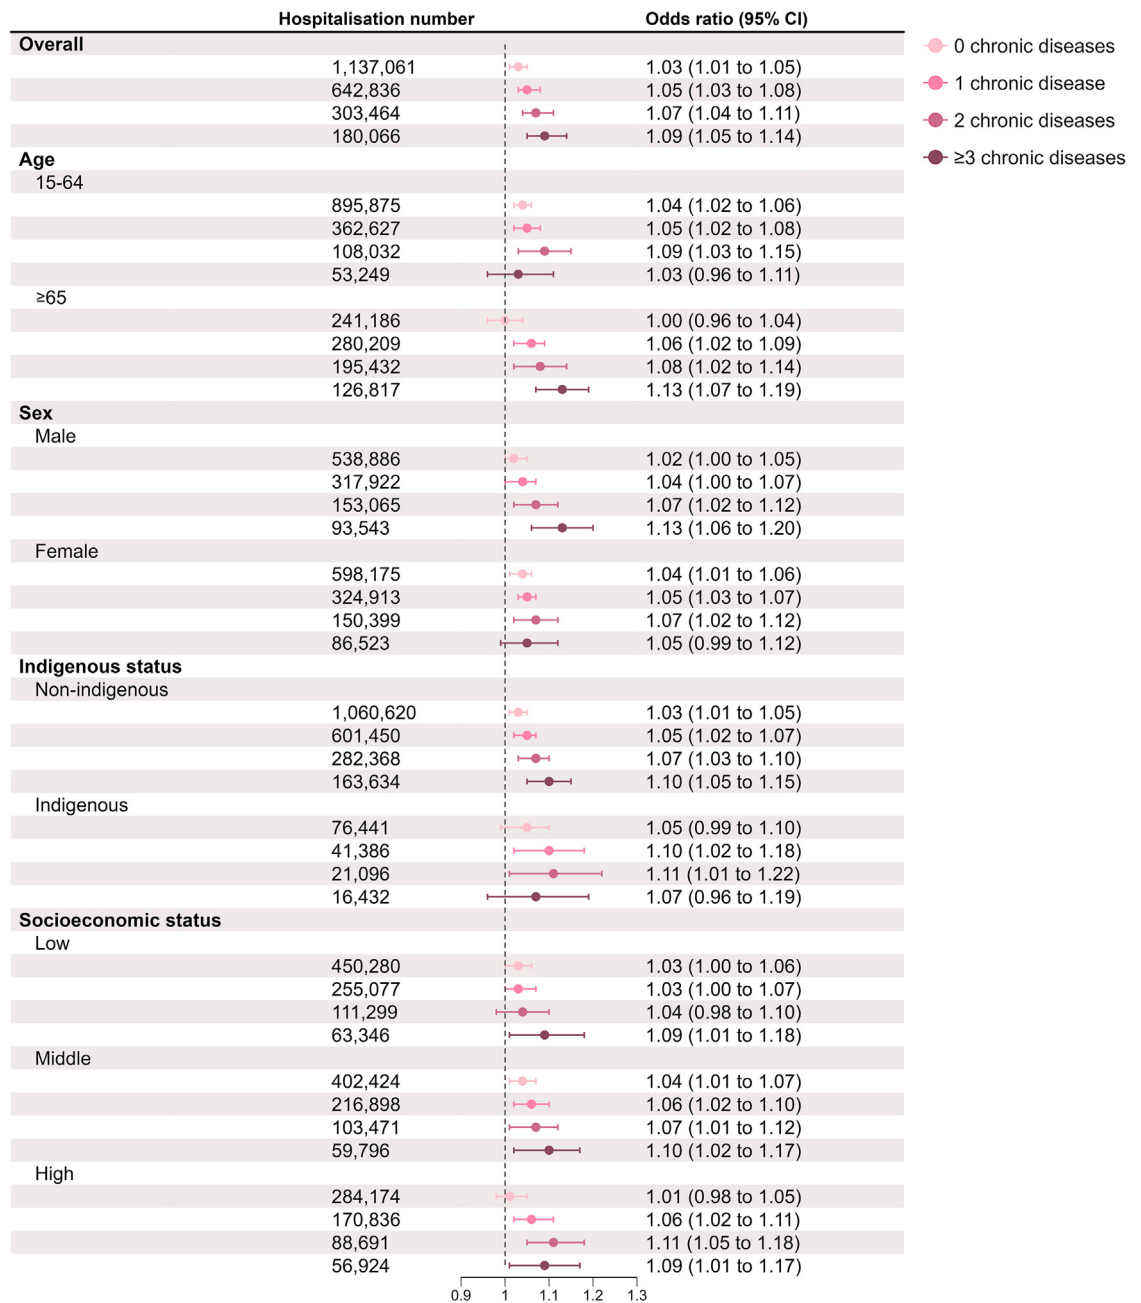 Hospitalisation number Odds ratio (95% CI)
Overall
1,137,061 1.03 (1.01 to 1.05)
642,836 1.05 (1.03 to 1.08)
303,464 1.07 (1.04 to 1.11)
180,066 1.09 (1.05 to 1.14)
Age
15-64
895,875 1.04 (1.02 to 1.06)
362,627 1.05 (1.02 to 1.08)
108,032 1.09 (1.03 to 1.15)
53,249 1.03 (0.96 to 1.11)
≥65
241,186 1.00 (0.96 to 1.04)
280,209 1.06 (1.02 to 1.09)
195,432 1.08 (1.02 to 1.14)
126,817 1.13 (1.07 to 1.19)
Sex
Male
538,886 1.02 (1.00 to 1.05)
317,922 1.04 (1.00 to 1.07)
153,065 1.07 (1.02 to 1.12)
93,543 1.13 (1.06 to 1.20)
Female
598,175 1.04 (1.01 to 1.06)
324,913 1.05 (1.03 to 1.07)
150,399 1.07 (1.02 to 1.12)
86,523 1.05 (0.99 to 1.12)
Indigenous status
Non-indigenous
1,060,620 1.03 (1.01 to 1.05)
601,450 1.05 (1.02 to 1.07)
282,368 1.07 (1.03 to 1.10)
163,634 1.10 (1.05 to 1.15)
Indigenous
76,441 1.05 (0.99 to 1.10)
41,386 1.10 (1.02 to 1.18)
21,096 1.11 (1.01 to 1.22)
16,432 1.07 (0.96 to 1.19)
Socioeconomic status
Low
450,280 1.03 (1.00 to 1.06)
255,077 1.03 (1.00 to 1.07)
111,299 1.04 (0.98 to 1.10)
63,346 1.09 (1.01 to 1.18)
Middle
402,424 1.04 (1.01 to 1.07)
216,898 1.06 (1.02 to 1.10)
103,471 1.07 (1.01 to 1.12)
59,796 1.10 (1.02 to 1.17)
High
284,174 1.01 (0.98 to 1.05)
170,836 1.06 (1.02 to 1.11)
88,691 1.11 (1.05 to 1.18)
56,924 1.09 (1.01 to 1.17)
0.9 1 1.1 1.2 1.3
0 chronic diseases
1 chronic disease
2 chronic diseases
≥3 chronic diseases